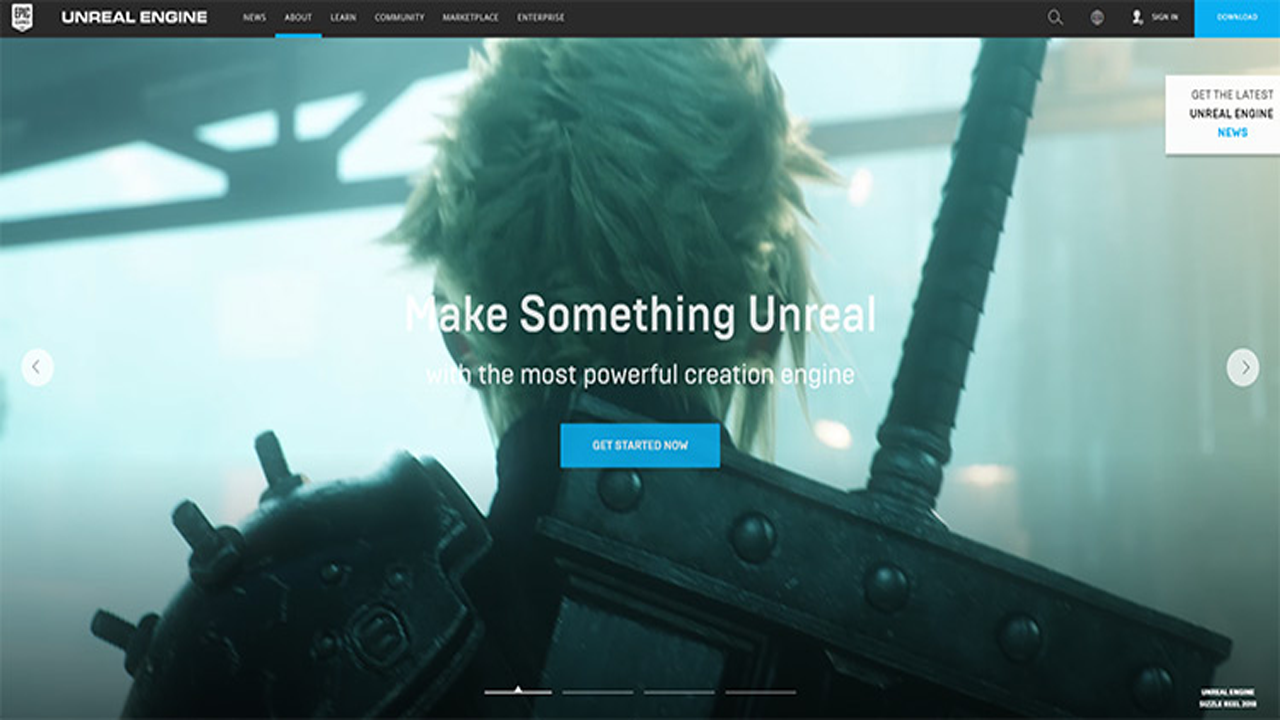 EPIC GAMES
UNREAL ENGINE
NEWS
ABOUT
LEARN
COMMUNITY
MARKETPLACE
ENTERPRISE
SIGN IN
DOWNLOAD
GET THE LATEST
UNREAL ENGINE
NEWS
Make Something Unreal
with the most powerful creation engine
GET STARTED NOW
UNREAL ENGINE
SIZZLE REEL 2018